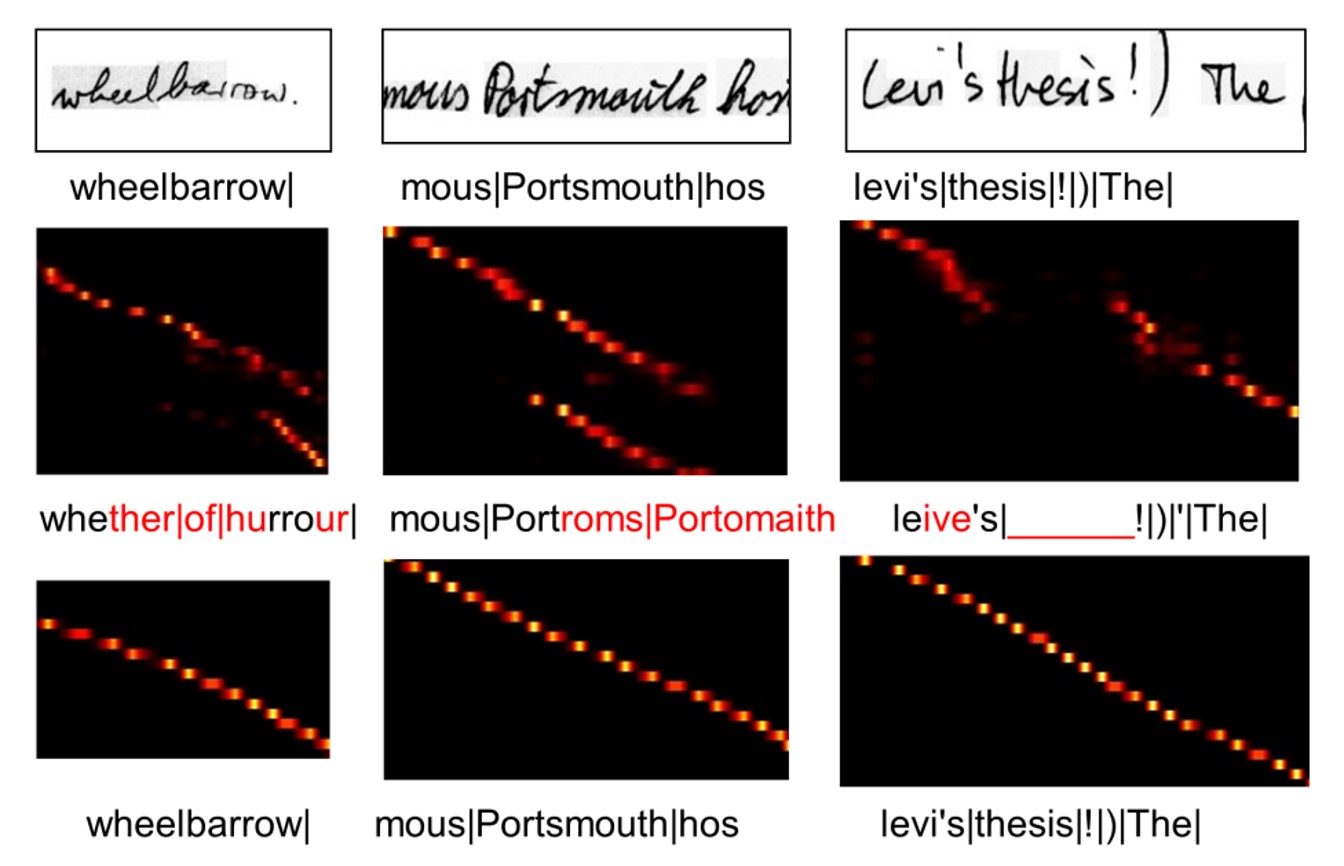 wheelbarrow.
mous Portsmouth hos
Levi's thesis!) The
wheelbarrow|
mous|Portsmouth|hos
levi's|thesis|!|)|The|
whether|of|hurrour|
mous|Portroms|Portomaith
leive's|_______!|)|'|The|
wheelbarrow|
mous|Portsmouth|hos
levi's|thesis|!|)|The|